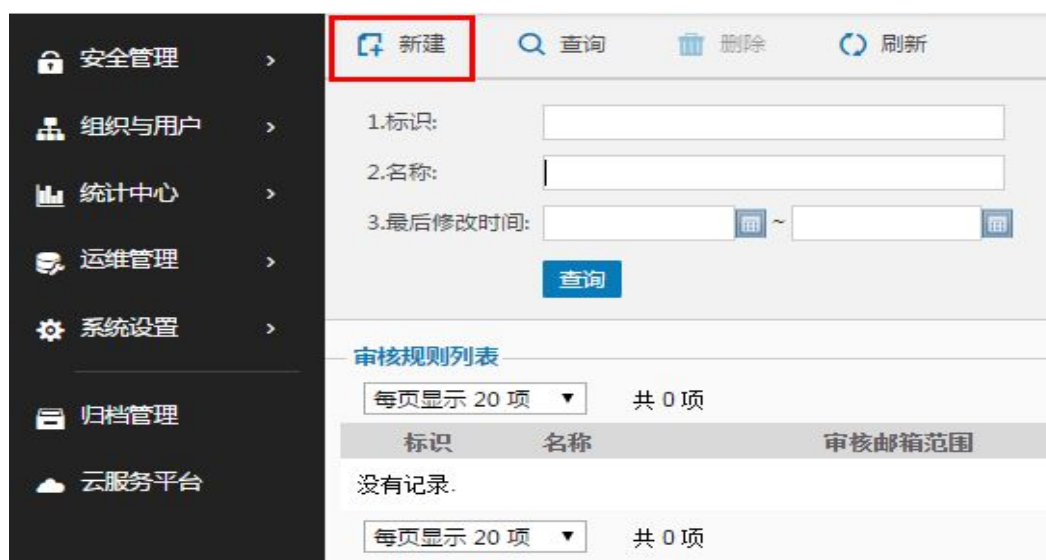 安全管理
组织与用户
统计中心
运维管理
系统设置
归档管理
云服务平台
新建 查询 删除 刷新
1.标识:
2.名称:
3.最后修改时间: ~
查询
审核规则列表
每页显示 20 项 共 0 项
标识 名称 审核邮箱范围
没有记录.
每页显示 20 项 共 0 项